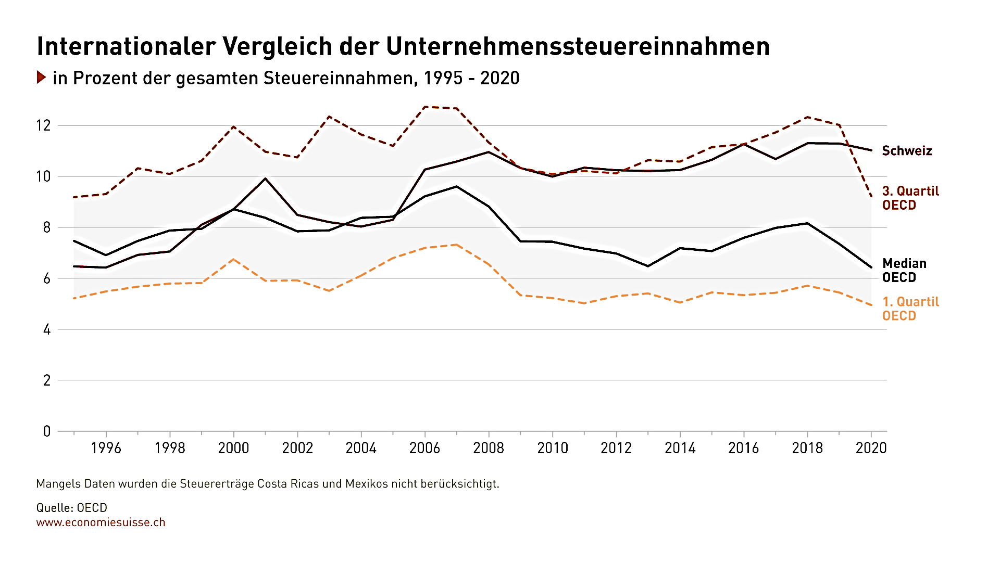 Internationaler Vergleich der Unternehmenssteuereinnahmen
in Prozent der gesamten Steuereinnahmen, 1995 - 2020
12
10
8
6
4
2
0
Schweiz
3. Quartil
OECD
Median
OECD
1. Quartil
OECD
1996 1998 2000 2002 2004 2006 2008 2010 2012 2014 2016 2018 2020
Mangels Daten wurden die Steuererträge Costa Ricas und Mexikos nicht berücksichtigt.
Quelle: OECD
www.economiesuisse.ch